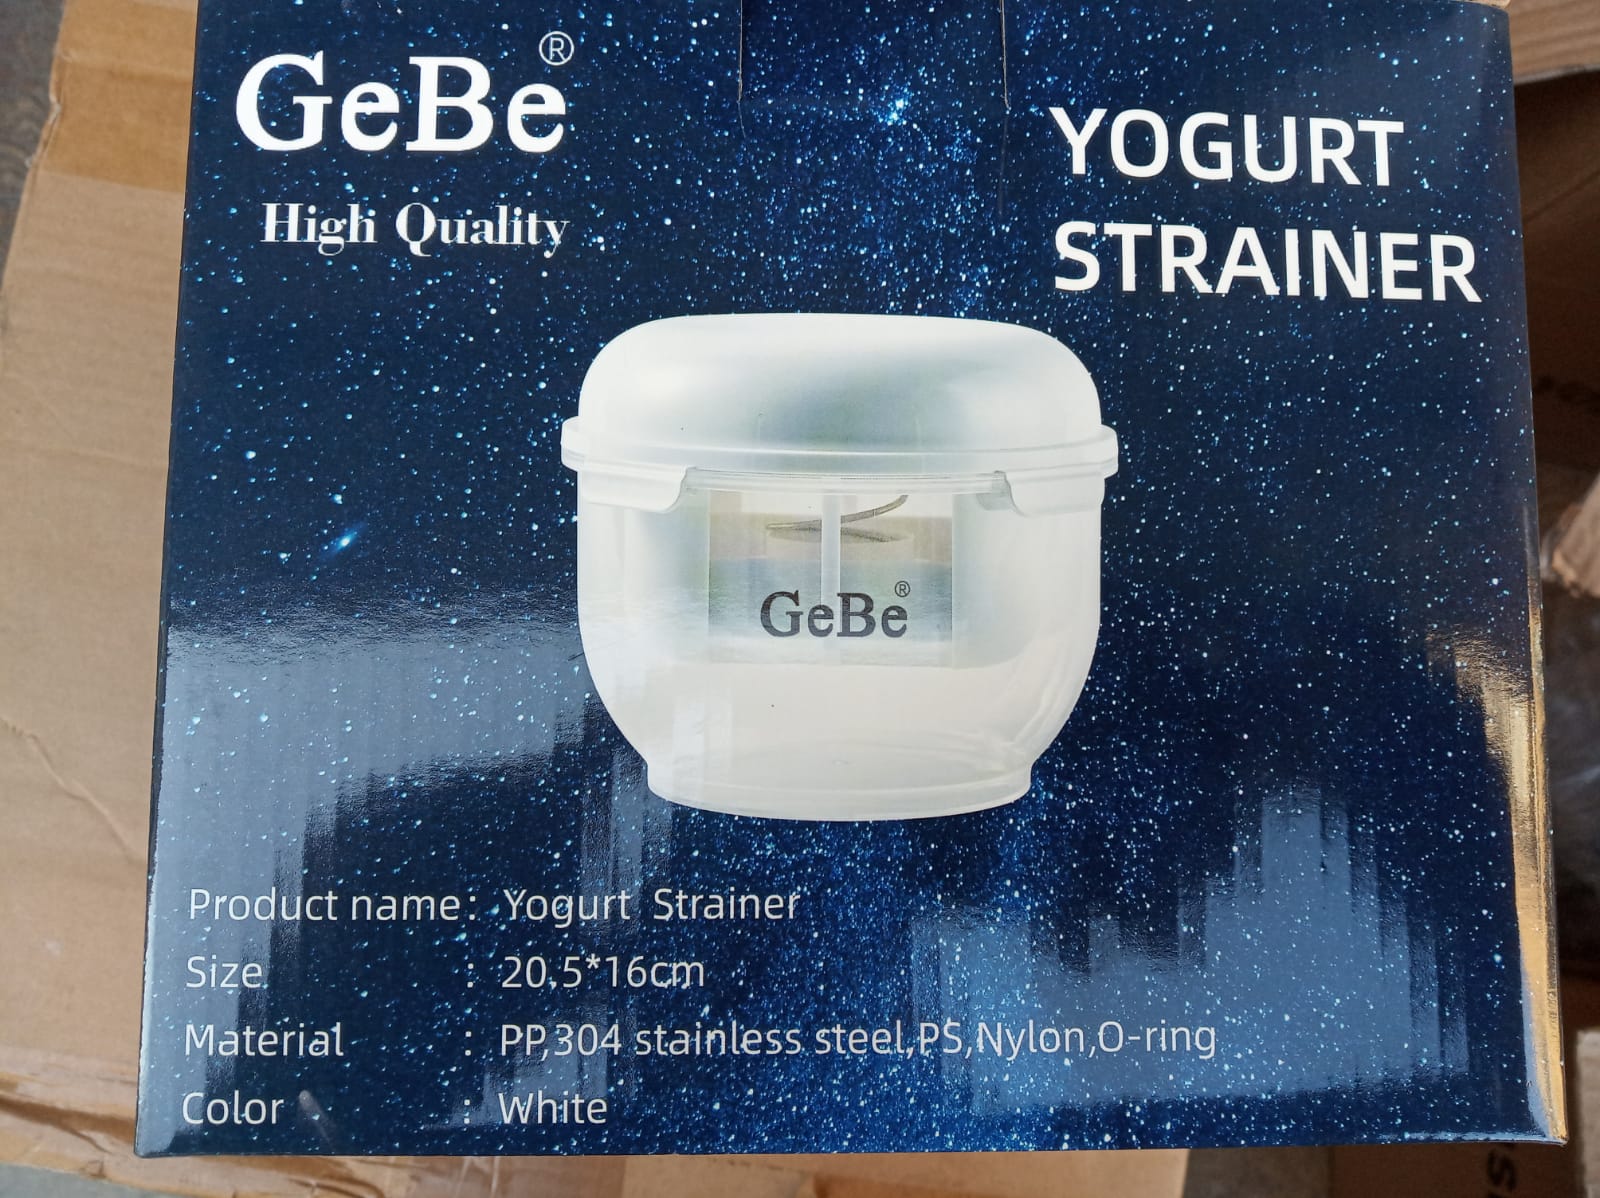 GeBe®
High Quality
YOGURT
STRAINER
GeBe®
Product name: Yogurt Strainer
Size : 20.5*16cm
Material : PP,304 stainless steel,PS,Nylon,O-ring
Color : White